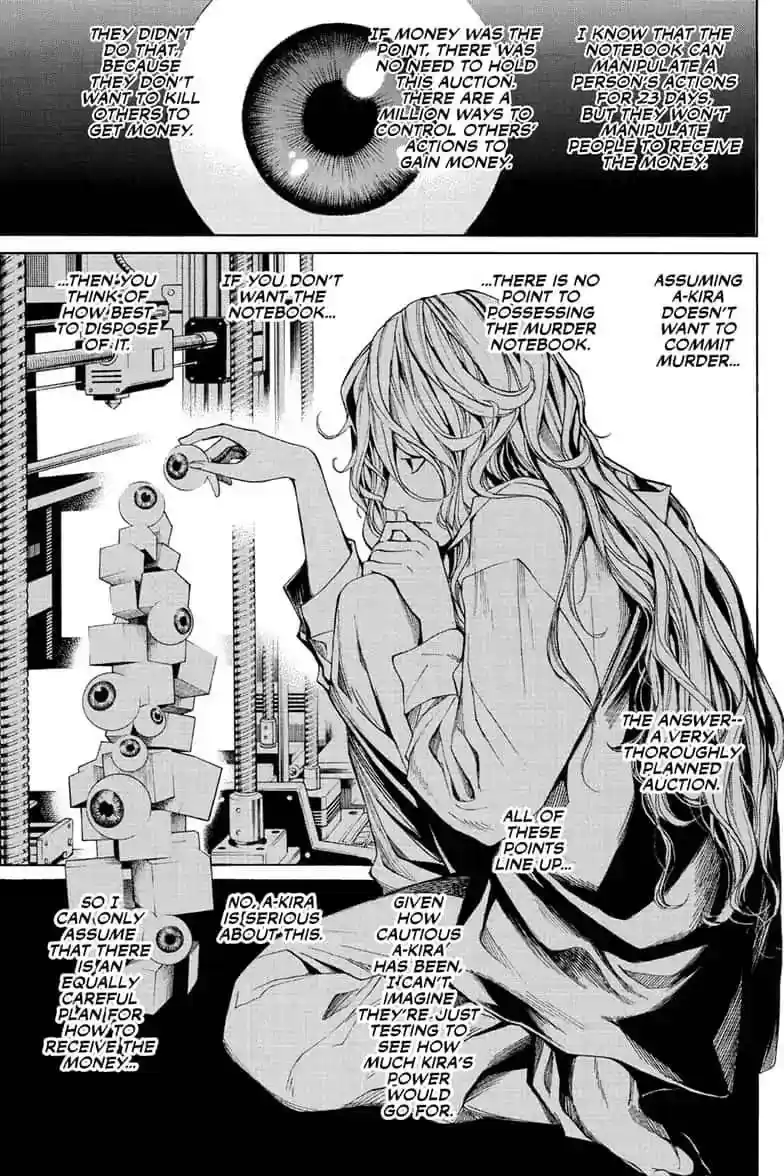 I KNOW THAT THE
NOTEBOOK CAN
MANIPULATE A
PERSON'S ACTIONS
FOR 23 DAYS,
BUT THEY WON'T
MANIPULATE
PEOPLE TO RECEIVE
THE MONEY.
IF MONEY WAS THE
POINT, THERE WAS
NO NEED TO HOLD
THIS AUCTION.
THERE ARE A
MILLION WAYS TO
CONTROL OTHERS'
ACTIONS TO
GAIN MONEY.
THEY DIDN'T
DO THAT,
BECAUSE
THEY DON'T
WANT TO KILL
OTHERS TO
GET MONEY.
ASSUMING
A-KIRA
DOESN'T
WANT TO
COMMIT
MURDER...
...THERE IS NO
POINT TO
POSSESSING
THE MURDER
NOTEBOOK.
IF YOU DON'T
WANT THE
NOTEBOOK...
...THEN YOU
THINK OF
HOW BEST
TO DISPOSE
OF IT.
THE ANSWER--
A VERY
THOROUGHLY
PLANNED
AUCTION.
ALL OF
THESE
POINTS
LINE UP...
GIVEN
HOW
CAUTIOUS
A-KIRA'
HAS BEEN,
I CAN'T
IMAGINE
THEY'RE JUST
TESTING TO
SEE HOW
MUCH KIRA'S
POWER
WOULD
GO FOR.
NO, A-KIRA
IS SERIOUS
ABOUT THIS.
SO I
CAN ONLY
ASSUME
THAT THERE
IS AN
EQUALLY
CAREFUL
PLAN FOR
HOW TO
RECEIVE THE
MONEY...